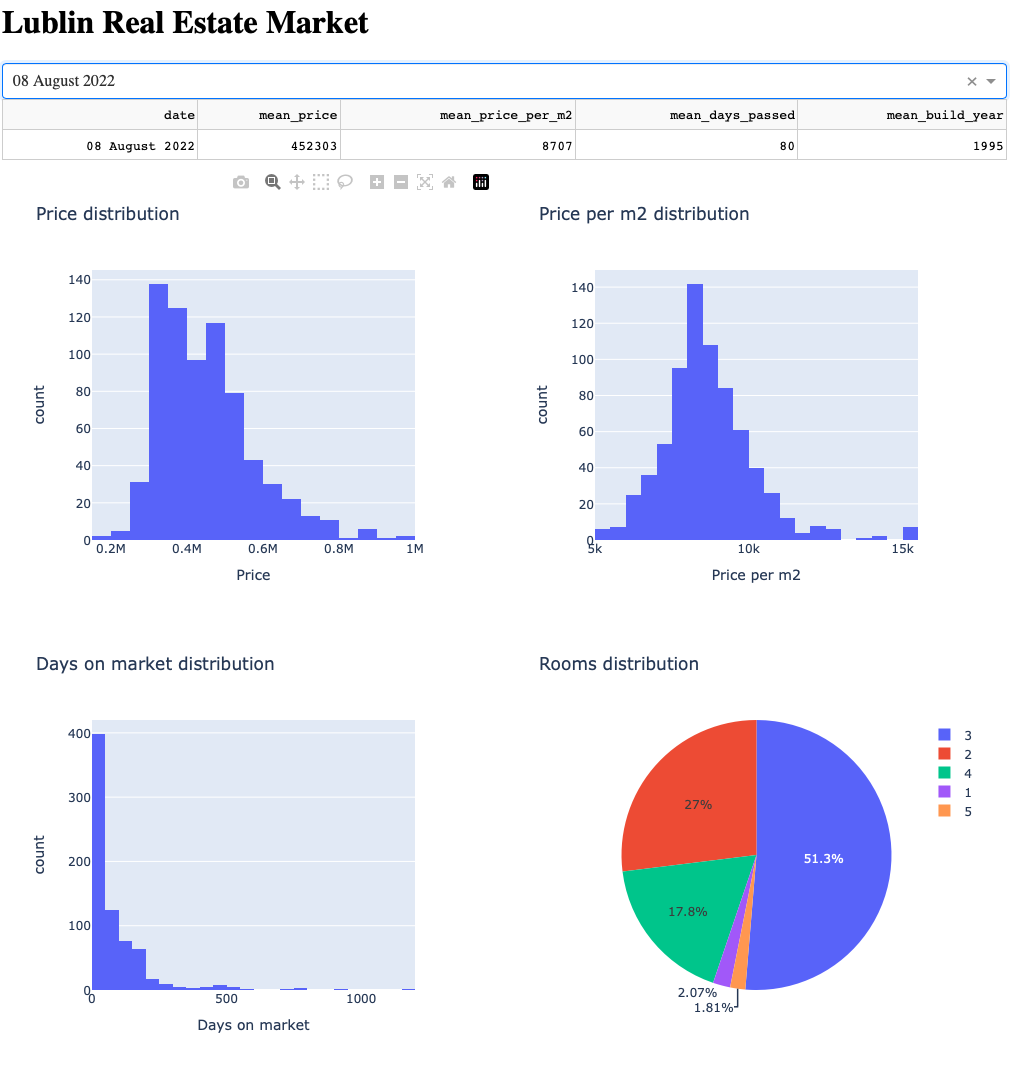 Lublin Real Estate Market
08 August 2022
date mean_price mean_price_per_m2 mean_days_passed mean_build_year
08 August 2022 452303 8707 80 1995
Price distribution
140
120
100
80
60
40
20
0
count
0.2M 0.4M 0.6M 0.8M 1M
Price
Price per m2 distribution
140
120
100
80
60
40
20
0
count
5k 10k 15k
Price per m2
Days on market distribution
400
300
200
100
0
count
0 500 1000
Days on market
Rooms distribution
51.3%
27%
17.8%
2.07%
1.81%
3
2
4
1
5